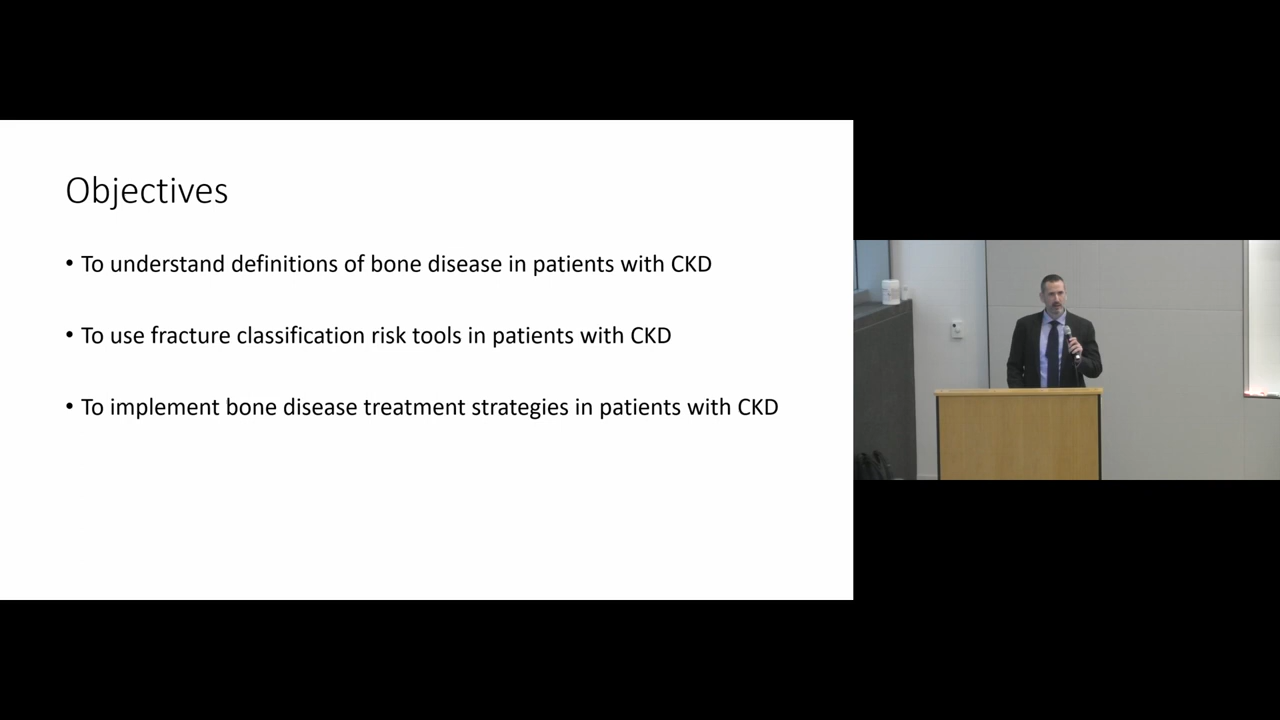 Objectives
• To understand definitions of bone disease in patients with CKD
• To use fracture classification risk tools in patients with CKD
• To implement bone disease treatment strategies in patients with CKD